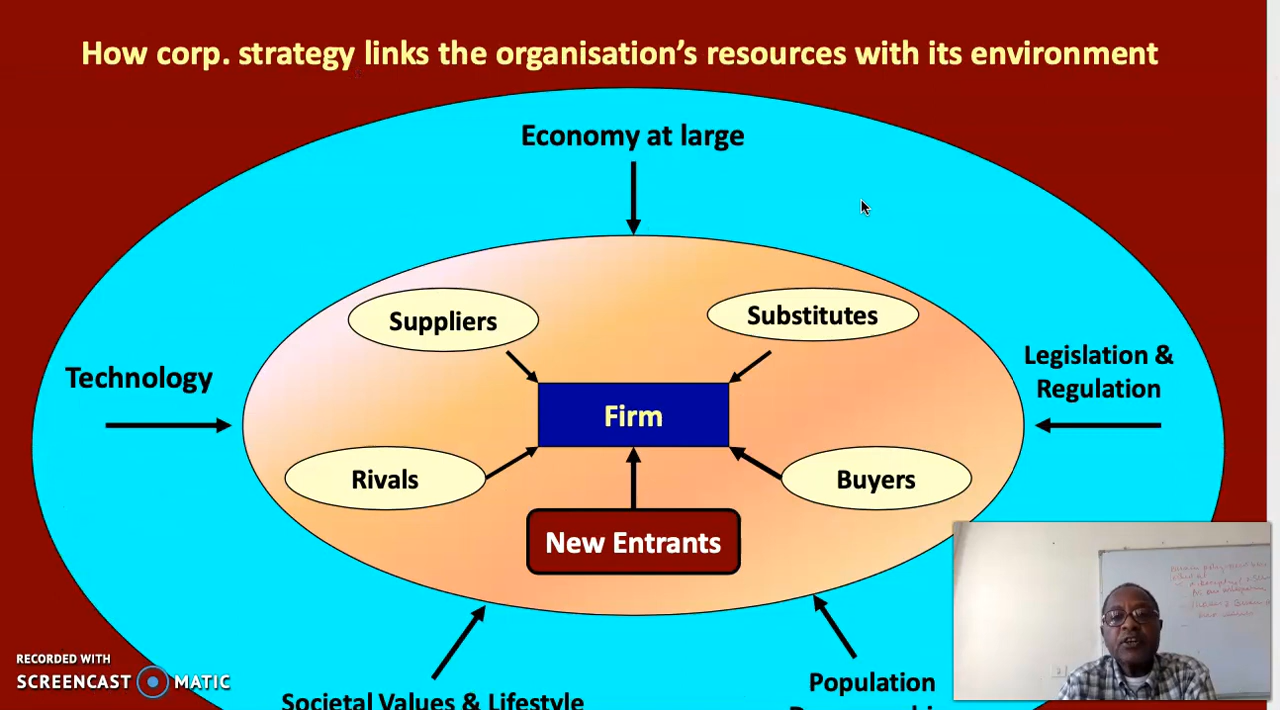 How corp. strategy links the organisation's resources with its environment
Economy at large
Suppliers
Substitutes
Technology
Legislation &
Regulation
Firm
Rivals
Buyers
New Entrants
RECORDED WITH
SCREENCAST MATIC
Societal Values & Lifestyle
Population